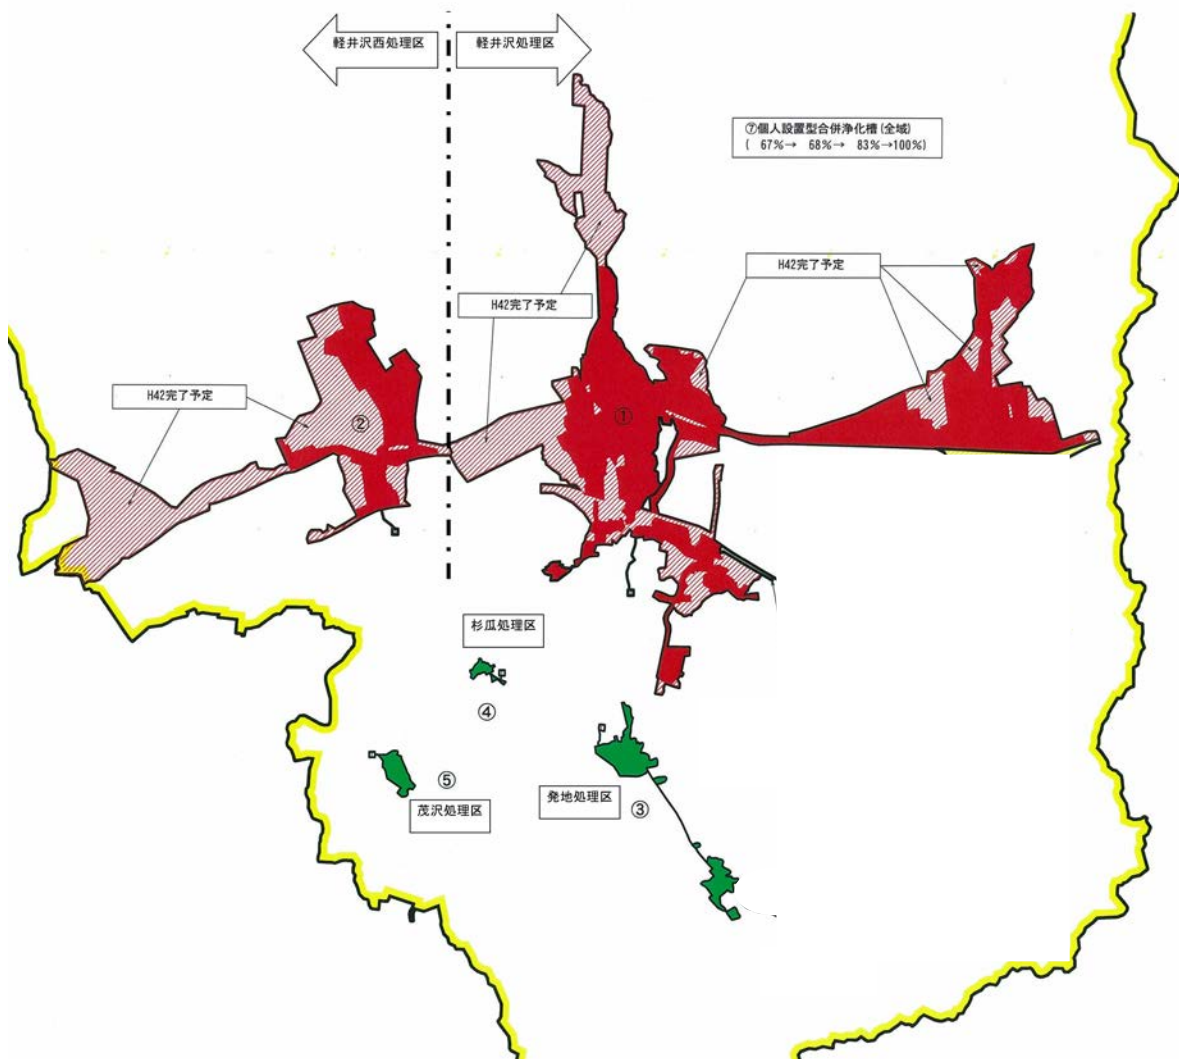 軽井沢西処理区
軽井沢処理区
⑦個人設置型合併浄化槽(全域)
( 67%→ 68%→ 83%→100%)
H42完了予定
H42完了予定
H42完了予定
①
②
杉瓜処理区
④
⑤
茂沢処理区
発地処理区
③